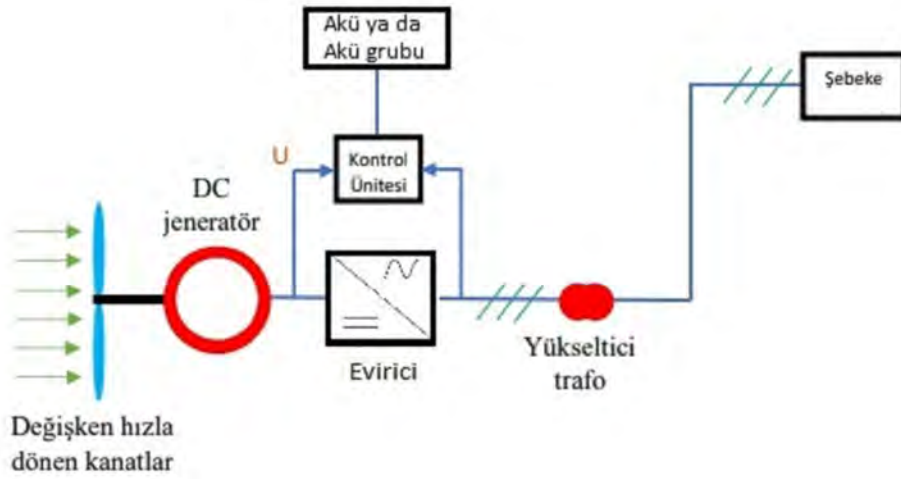 Akü ya da
Akü grubu
Şebeke
U
Kontrol
Ünitesi
DC
jeneratör
Evirici
Yükseltici
trafo
Değişken hızla
dönen kanatlar